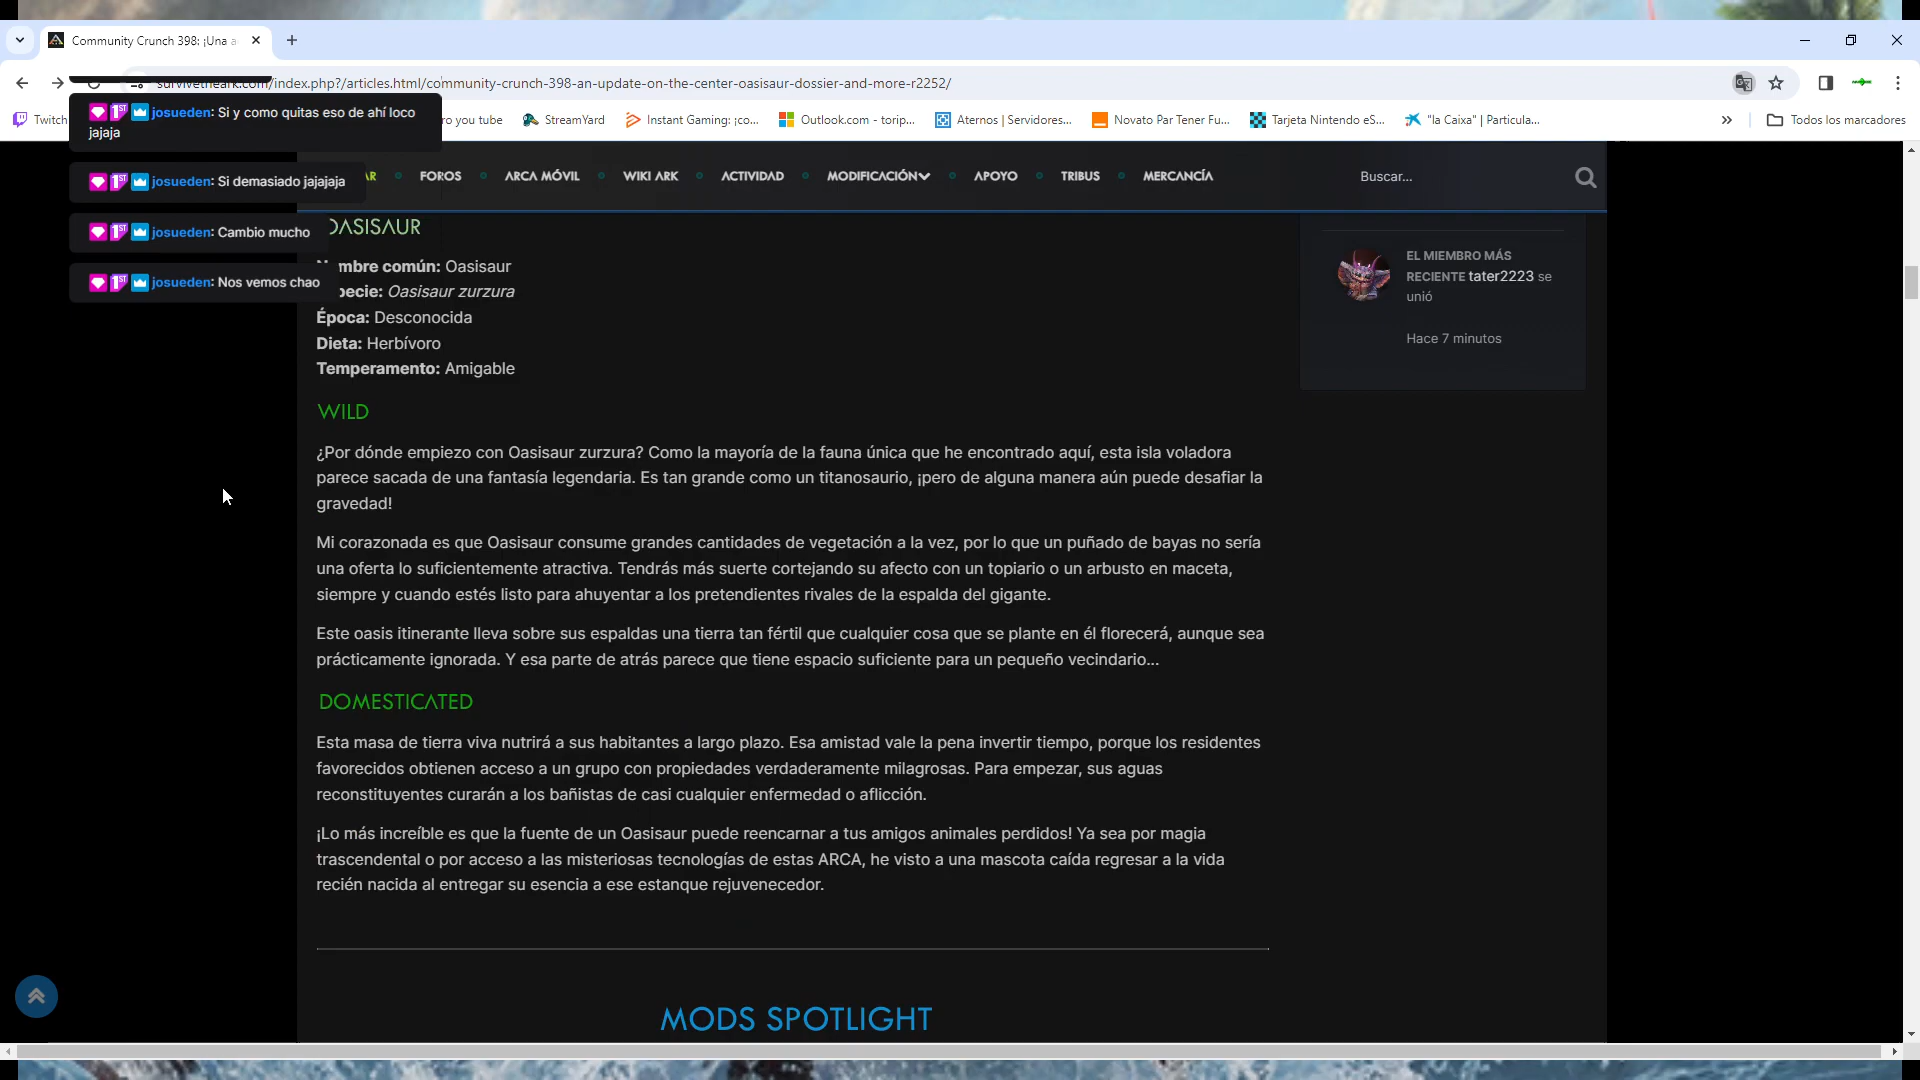 Community Crunch 398: ¡Una a
survivetheark.com/index.php?/articles.html/community-crunch-398-an-update-on-the-center-oasisaur-dossier-and-more-r2252/
Twitch
ro you tube
StreamYard
Instant Gaming: ¡co...
Outlook.com - torip...
Aternos | Servidores...
Novato Par Tener Fu...
Tarjeta Nintendo eS...
"la Caixa" | Particula...
Todos los marcadores
josueden: Si y como quitas eso de ahí loco
jajaja
josueden: Si demasiado jajajaja
josueden: Cambio mucho
josueden: Nos vemos chao
AR
FOROS
ARCA MÓVIL
WIKI ARK
ACTIVIDAD
MODIFICACIÓN
APOYO
TRIBUS
MERCANCÍA
Buscar...
OASISAUR
mbre común: Oasisaur
pecie: Oasisaur zurzura
Época: Desconocida
Dieta: Herbívoro
Temperamento: Amigable
WILD
¿Por dónde empiezo con Oasisaur zurzura? Como la mayoría de la fauna única que he encontrado aquí, esta isla voladora
parece sacada de una fantasía legendaria. Es tan grande como un titanosaurio, ¡pero de alguna manera aún puede desafiar la
gravedad!
Mi corazonada es que Oasisaur consume grandes cantidades de vegetación a la vez, por lo que un puñado de bayas no sería
una oferta lo suficientemente atractiva. Tendrás más suerte cortejando su afecto con un topiario o un arbusto en maceta,
siempre y cuando estés listo para ahuyentar a los pretendientes rivales de la espalda del gigante.
Este oasis itinerante lleva sobre sus espaldas una tierra tan fértil que cualquier cosa que se plante en él florecerá, aunque sea
prácticamente ignorada. Y esa parte de atrás parece que tiene espacio suficiente para un pequeño vecindario...
DOMESTICATED
Esta masa de tierra viva nutrirá a sus habitantes a largo plazo. Esa amistad vale la pena invertir tiempo, porque los residentes
favorecidos obtienen acceso a un grupo con propiedades verdaderamente milagrosas. Para empezar, sus aguas
reconstituyentes curarán a los bañistas de casi cualquier enfermedad o aflicción.
¡Lo más increíble es que la fuente de un Oasisaur puede reencarnar a tus amigos animales perdidos! Ya sea por magia
trascendental o por acceso a las misteriosas tecnologías de estas ARCA, he visto a una mascota caída regresar a la vida
recién nacida al entregar su esencia a ese estanque rejuvenecedor.
MODS SPOTLIGHT
EL MIEMBRO MÁS
RECIENTE tater2223 se
unió
Hace 7 minutos